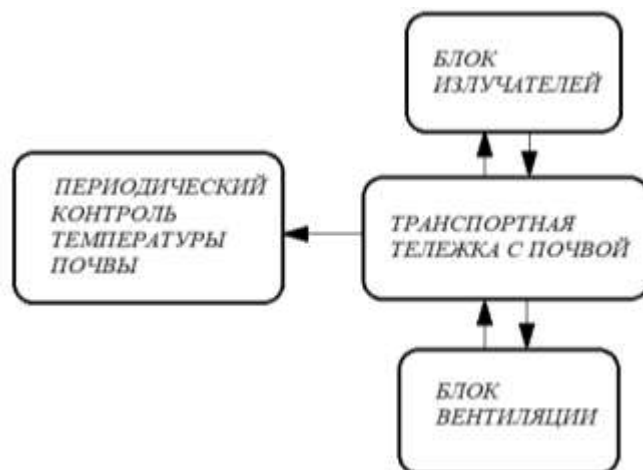 БЛОК
ИЗЛУЧАТЕЛЕЙ
ПЕРИОДИЧЕСКИЙ
КОНТРОЛЬ
ТЕМПЕРАТУРЫ
ПОЧВЫ
ТРАНСПОРТНАЯ
ТЕЛЕЖКА С ПОЧВОЙ
БЛОК
ВЕНТИЛЯЦИИ